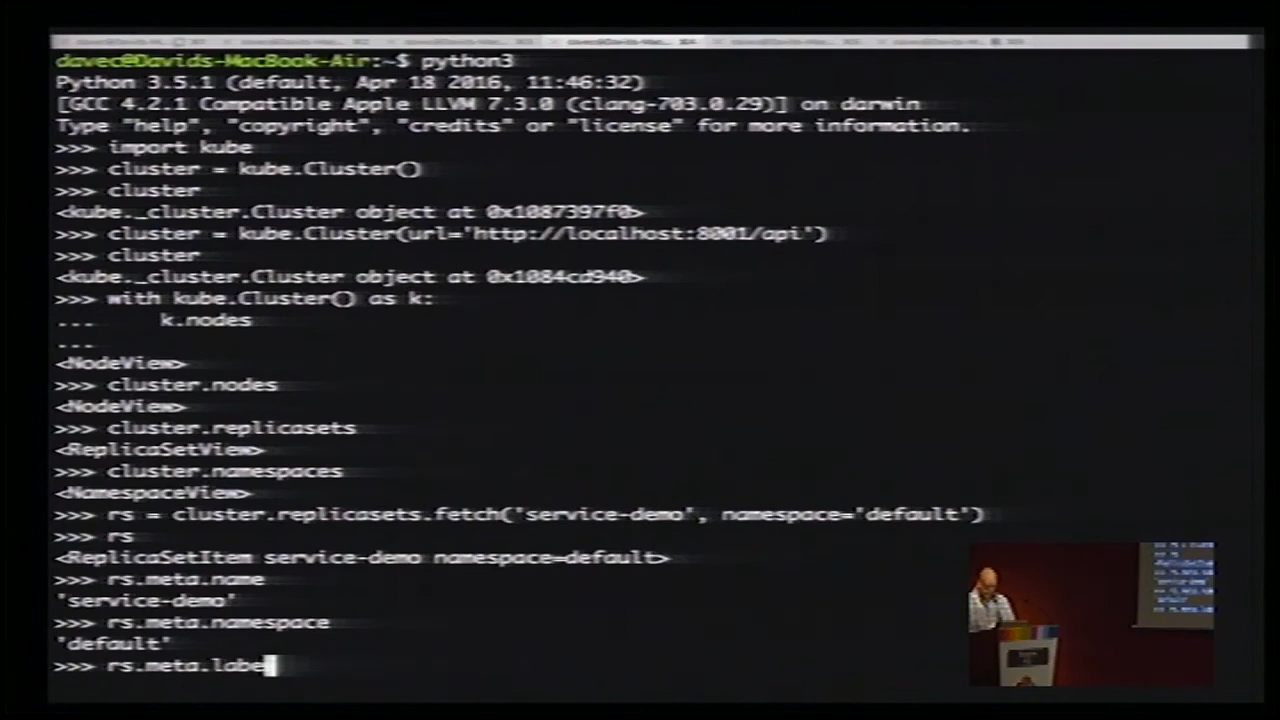 davec@Davids-MacBook-Air:~$ python3
Python 3.5.1 (default, Apr 18 2016, 11:46:32)
[GCC 4.2.1 Compatible Apple LLVM 7.3.0 (clang-703.0.29)] on darwin
Type "help", "copyright", "credits" or "license" for more information.
>>> import kube
>>> cluster = kube.Cluster()
>>> cluster
<kube._cluster.Cluster object at 0x1087397f0>
>>> cluster = kube.Cluster(url='http://localhost:8001/api')
>>> cluster
<kube._cluster.Cluster object at 0x1084cd940>
>>> with kube.Cluster() as k:
...     k.nodes
...
<NodeView>
>>> cluster.nodes
<NodeView>
>>> cluster.replicasets
<ReplicaSetView>
>>> cluster.namespaces
<NamespaceView>
>>> rs = cluster.replicasets.fetch('service-demo', namespace='default')
>>> rs
<ReplicaSetItem service-demo namespace=default>
>>> rs.meta.name
'service-demo'
>>> rs.meta.namespace
'default'
>>> rs.meta.labe